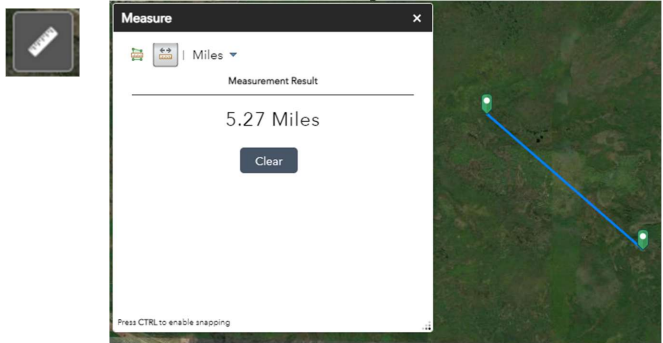 Measure ×
| Miles
Measurement Result
5.27 Miles
Clear
Press CTRL to enable snapping